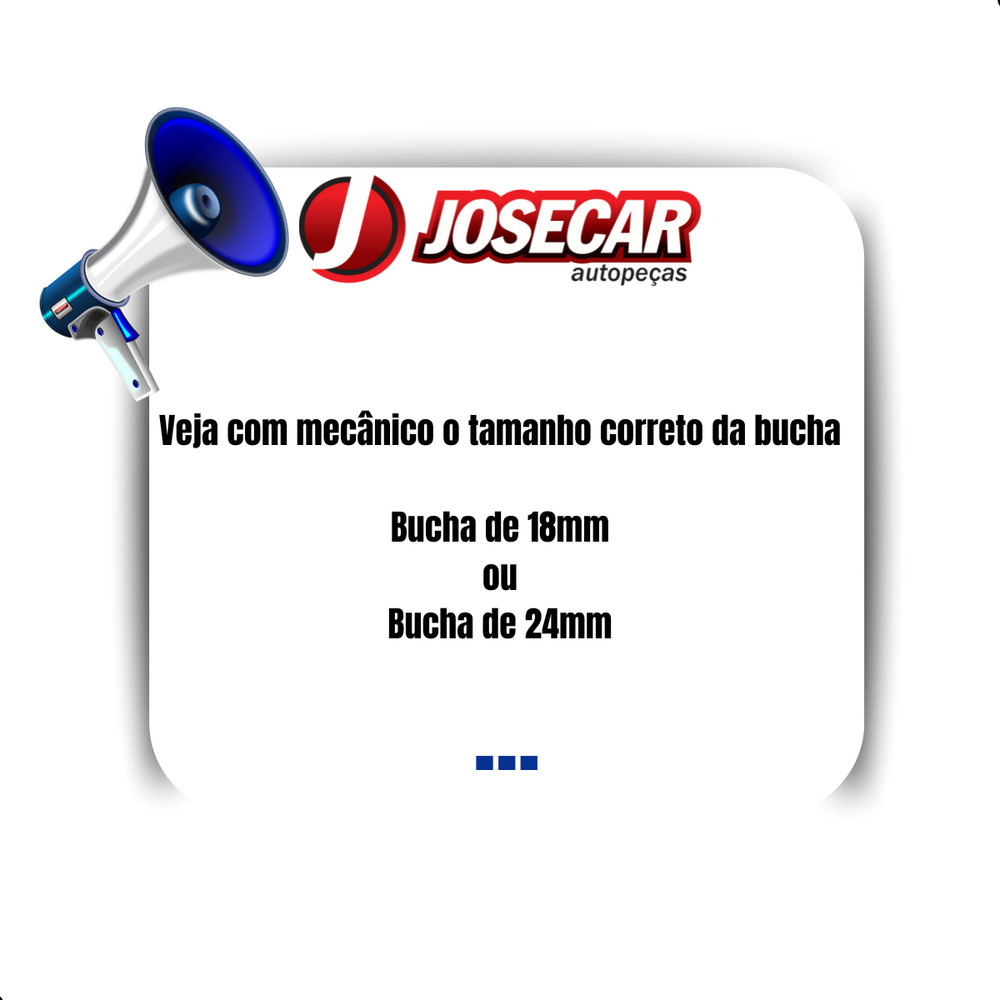 J JOSECAR
autopeças
Veja com mecânico o tamanho correto da bucha
Bucha de 18mm
ou
Bucha de 24mm